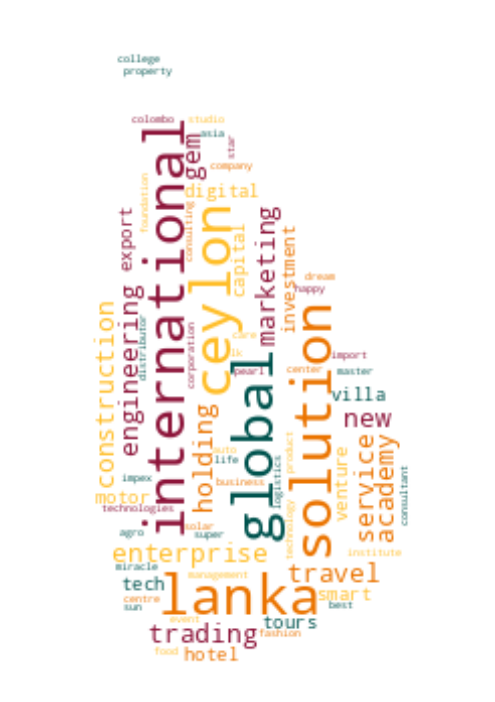 college
property
colombo
studio
asia
star
gem
company
international
digital
foundation
consulting
ceylon
export
capital
marketing
investment
dream
happy
engineering
construction
distributor
corporation
care
lk
pearl
center
import
master
solution
global
villa
new
holding
auto
life
product
venture
service
academy
consultant
impex
business
logistics
motor
technologies
technology
agro
solar
super
enterprise
institute
miracle
management
travel
tech
lanka
smart
centre
sun
best
event
tours
trading
fashion
food
hotel